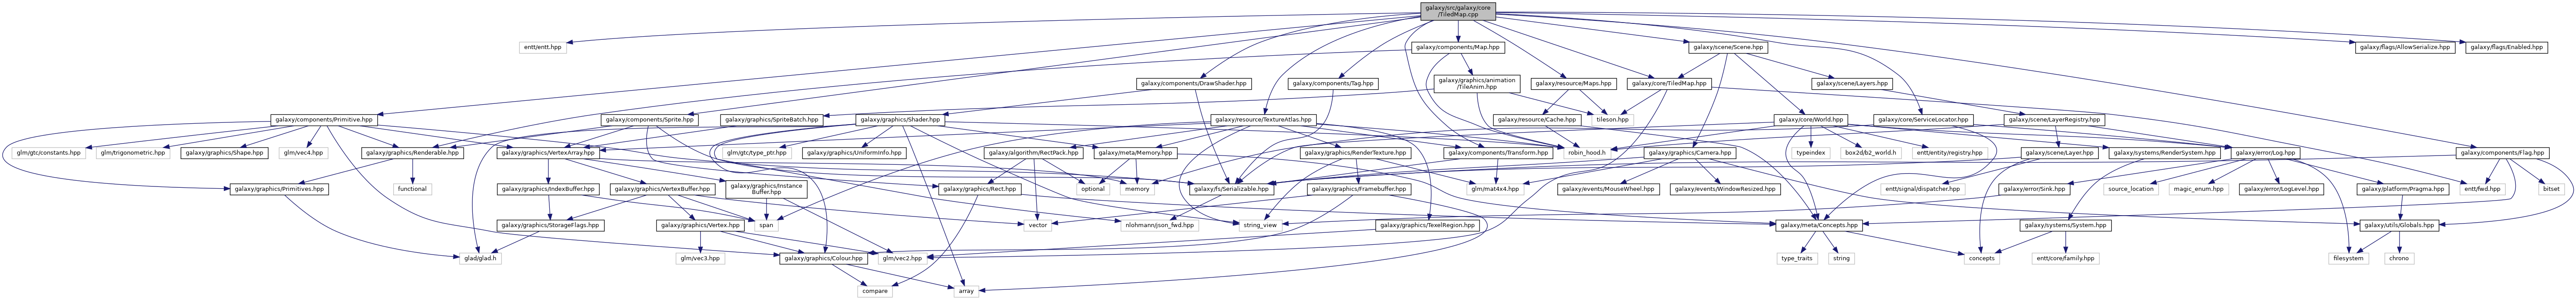 galaxy/src/galaxy/core
/TiledMap.cpp
entt/entt.hpp
galaxy/components/Map.hpp
galaxy/scene/Scene.hpp
galaxy/flags/AllowSerialize.hpp
galaxy/flags/Enabled.hpp
galaxy/components/DrawShader.hpp
galaxy/components/Tag.hpp
galaxy/graphics/animation
/TileAnim.hpp
galaxy/resource/Maps.hpp
galaxy/core/TiledMap.hpp
galaxy/scene/Layers.hpp
galaxy/components/Primitive.hpp
galaxy/components/Sprite.hpp
galaxy/graphics/SpriteBatch.hpp
galaxy/graphics/Shader.hpp
galaxy/resource/TextureAtlas.hpp
galaxy/resource/Cache.hpp
tileson.hpp
galaxy/core/World.hpp
galaxy/core/ServiceLocator.hpp
galaxy/scene/LayerRegistry.hpp
glm/gtc/constants.hpp
glm/trigonometric.hpp
galaxy/graphics/Shape.hpp
glm/vec4.hpp
galaxy/graphics/Renderable.hpp
galaxy/graphics/VertexArray.hpp
glm/gtc/type_ptr.hpp
galaxy/graphics/UniformInfo.hpp
galaxy/algorithm/RectPack.hpp
galaxy/meta/Memory.hpp
galaxy/graphics/RenderTexture.hpp
galaxy/components/Transform.hpp
robin_hood.h
galaxy/graphics/Camera.hpp
typeindex
box2d/b2_world.h
entt/entity/registry.hpp
galaxy/scene/Layer.hpp
galaxy/systems/RenderSystem.hpp
galaxy/error/Log.hpp
galaxy/components/Flag.hpp
galaxy/graphics/Primitives.hpp
functional
galaxy/graphics/IndexBuffer.hpp
galaxy/graphics/VertexBuffer.hpp
galaxy/graphics/Instance
Buffer.hpp
galaxy/graphics/Rect.hpp
optional
memory
galaxy/fs/Serializable.hpp
galaxy/graphics/Framebuffer.hpp
glm/mat4x4.hpp
galaxy/events/MouseWheel.hpp
galaxy/events/WindowResized.hpp
entt/signal/dispatcher.hpp
galaxy/error/Sink.hpp
source_location
magic_enum.hpp
galaxy/error/LogLevel.hpp
galaxy/platform/Pragma.hpp
entt/fwd.hpp
bitset
galaxy/graphics/StorageFlags.hpp
galaxy/graphics/Vertex.hpp
span
vector
nlohmann/json_fwd.hpp
string_view
galaxy/graphics/TexelRegion.hpp
galaxy/meta/Concepts.hpp
galaxy/systems/System.hpp
galaxy/utils/Globals.hpp
glad/glad.h
glm/vec3.hpp
galaxy/graphics/Colour.hpp
glm/vec2.hpp
type_traits
string
concepts
entt/core/family.hpp
filesystem
chrono
compare
array